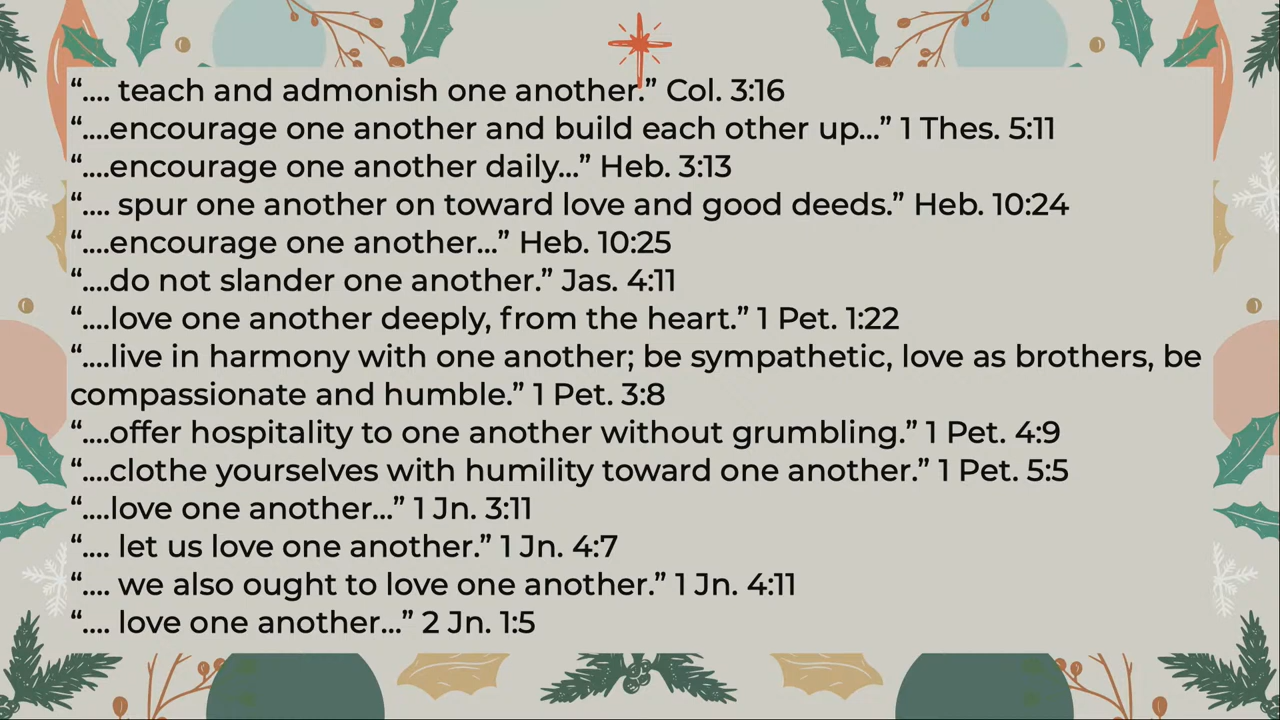 “.... teach and admonish one another.” Col. 3:16
“....encourage one another and build each other up...” 1 Thes. 5:11
“....encourage one another daily...” Heb. 3:13
“.... spur one another on toward love and good deeds.” Heb. 10:24
“....encourage one another...” Heb. 10:25
“....do not slander one another.” Jas. 4:11
“....love one another deeply, from the heart.” 1 Pet. 1:22
“....live in harmony with one another; be sympathetic, love as brothers, be
compassionate and humble.” 1 Pet. 3:8
“....offer hospitality to one another without grumbling.” 1 Pet. 4:9
“....clothe yourselves with humility toward one another.” 1 Pet. 5:5
“....love one another...” 1 Jn. 3:11
“.... let us love one another.” 1 Jn. 4:7
“.... we also ought to love one another.” 1 Jn. 4:11
“.... love one another...” 2 Jn. 1:5